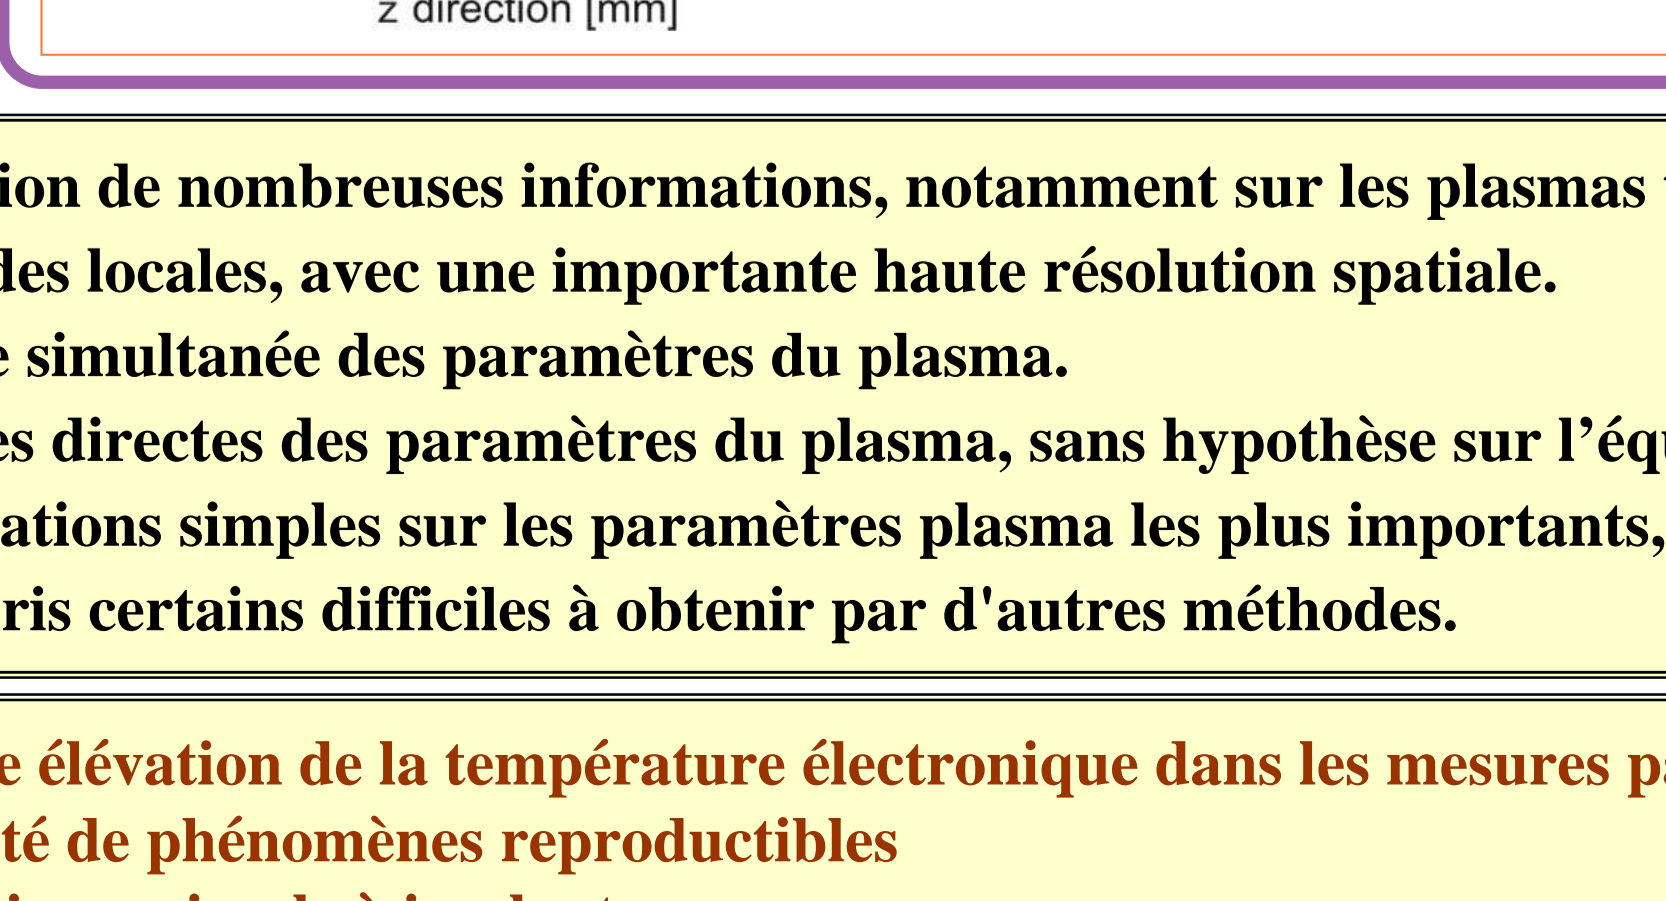 z direction [mm]
ion de nombreuses informations, notamment sur les plasmas
des locales, avec une importante haute résolution spatiale.
e simultanée des paramètres du plasma.
es directes des paramètres du plasma, sans hypothèse sur l’équ
ations simples sur les paramètres plasma les plus importants,
ris certains difficiles à obtenir par d'autres méthodes.
e élévation de la température électronique dans les mesures pa
té de phénomènes reproductibles